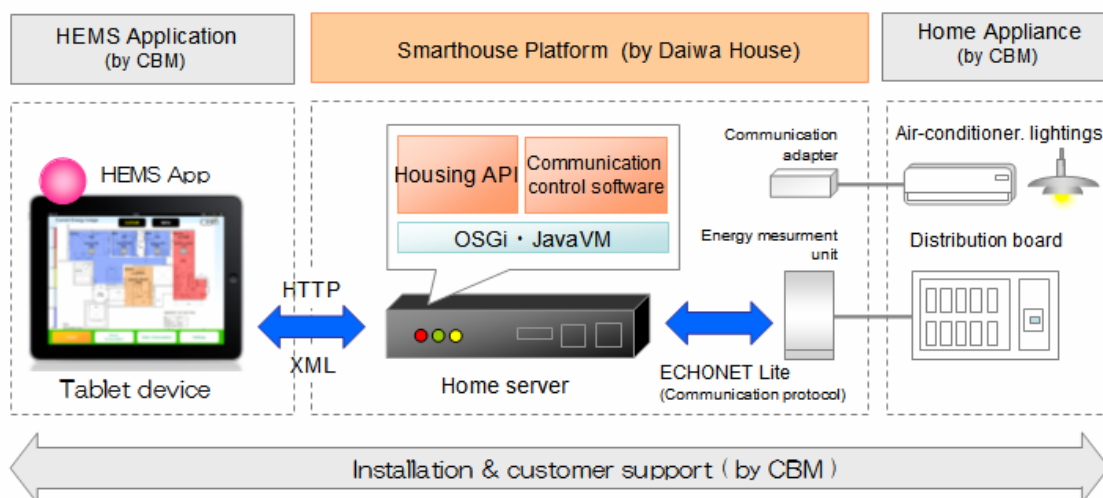 HEMS Application
(by CBM)
Smarthouse Platform (by Daiwa House)
Home Appliance
(by CBM)
HEMS App
Tablet device
HTTP
XML
Housing API
Communication
control software
OSGi・JavaVM
Home server
Communication
adapter
Energy mesurment
unit
ECHONET Lite
(Communication protocol)
Air-conditioner. lightings
Distribution board
Installation & customer support ( by CBM )